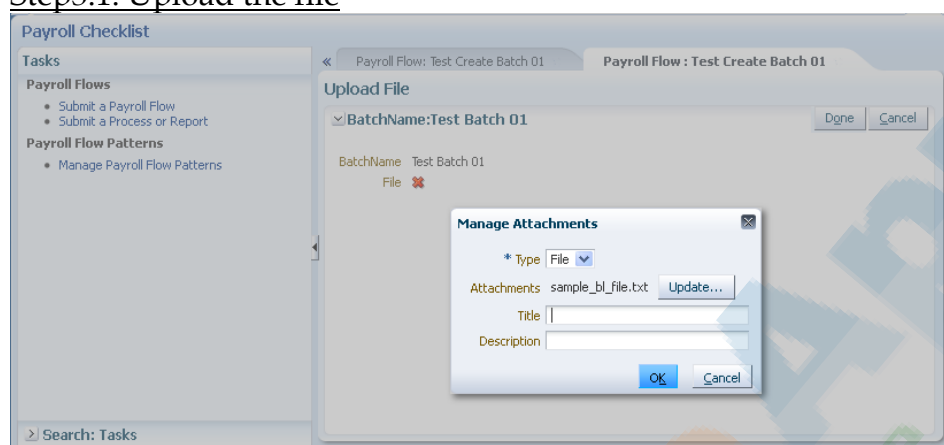 Step3.1: Upload the file
Payroll Checklist
Tasks
Payroll Flows
Submit a Payroll Flow
Submit a Process or Report
Payroll Flow Patterns
Manage Payroll Flow Patterns
Search: Tasks
« Payroll Flow: Test Create Batch 01
Payroll Flow : Test Create Batch 01
Upload File
BatchName:Test Batch 01
Done Cancel
BatchName Test Batch 01
File
Manage Attachments
* Type File
Attachments sample_bl_file.txt Update...
Title
Description
OK Cancel